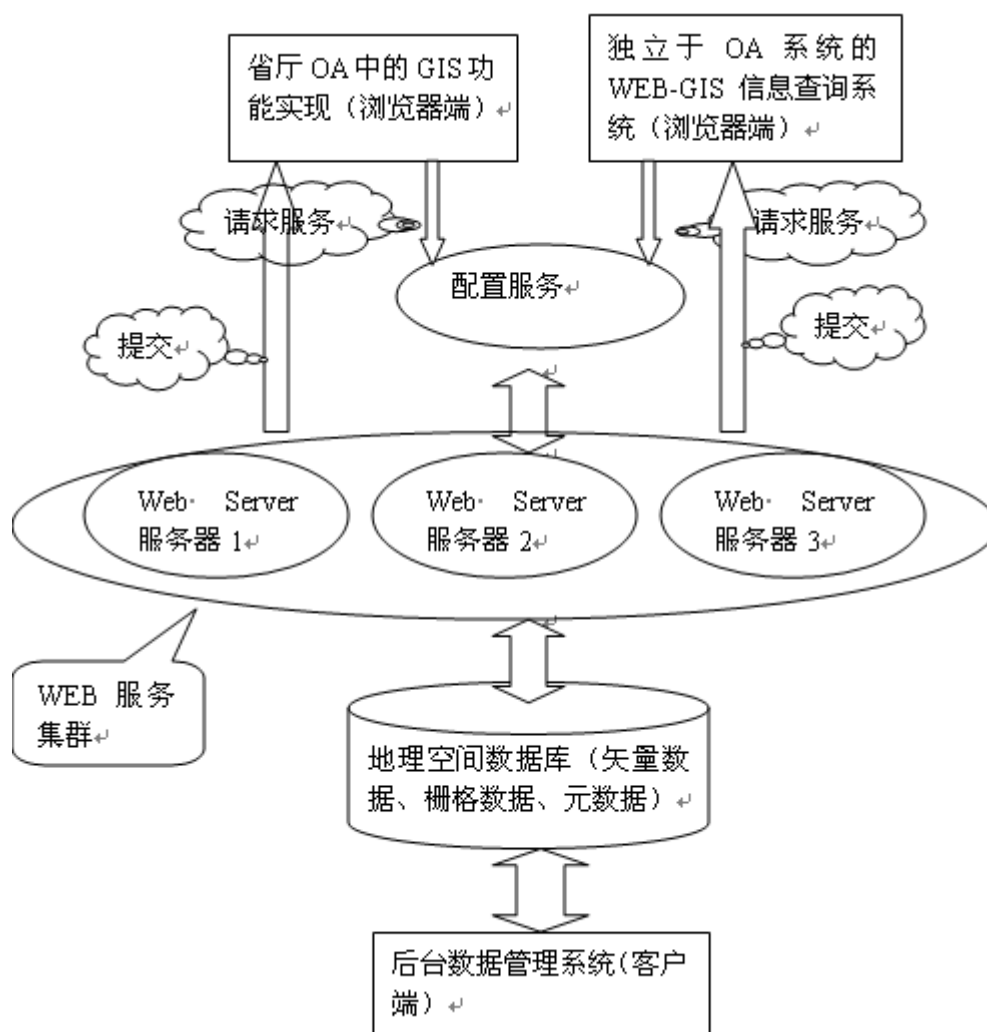 省厅 OA 中的 GIS 功
能实现（浏览器端）
独立于 OA 系统的
WEB-GIS 信息查询系
统（浏览器端）
请求服务
请求服务
配置服务
提交
提交
Web· Server
服务器 1
Web· Server
服务器 2
Web· Server
服务器 3
WEB 服务
集群
地理空间数据库（矢量数
据、栅格数据、元数据）
后台数据管理系统(客户
端）